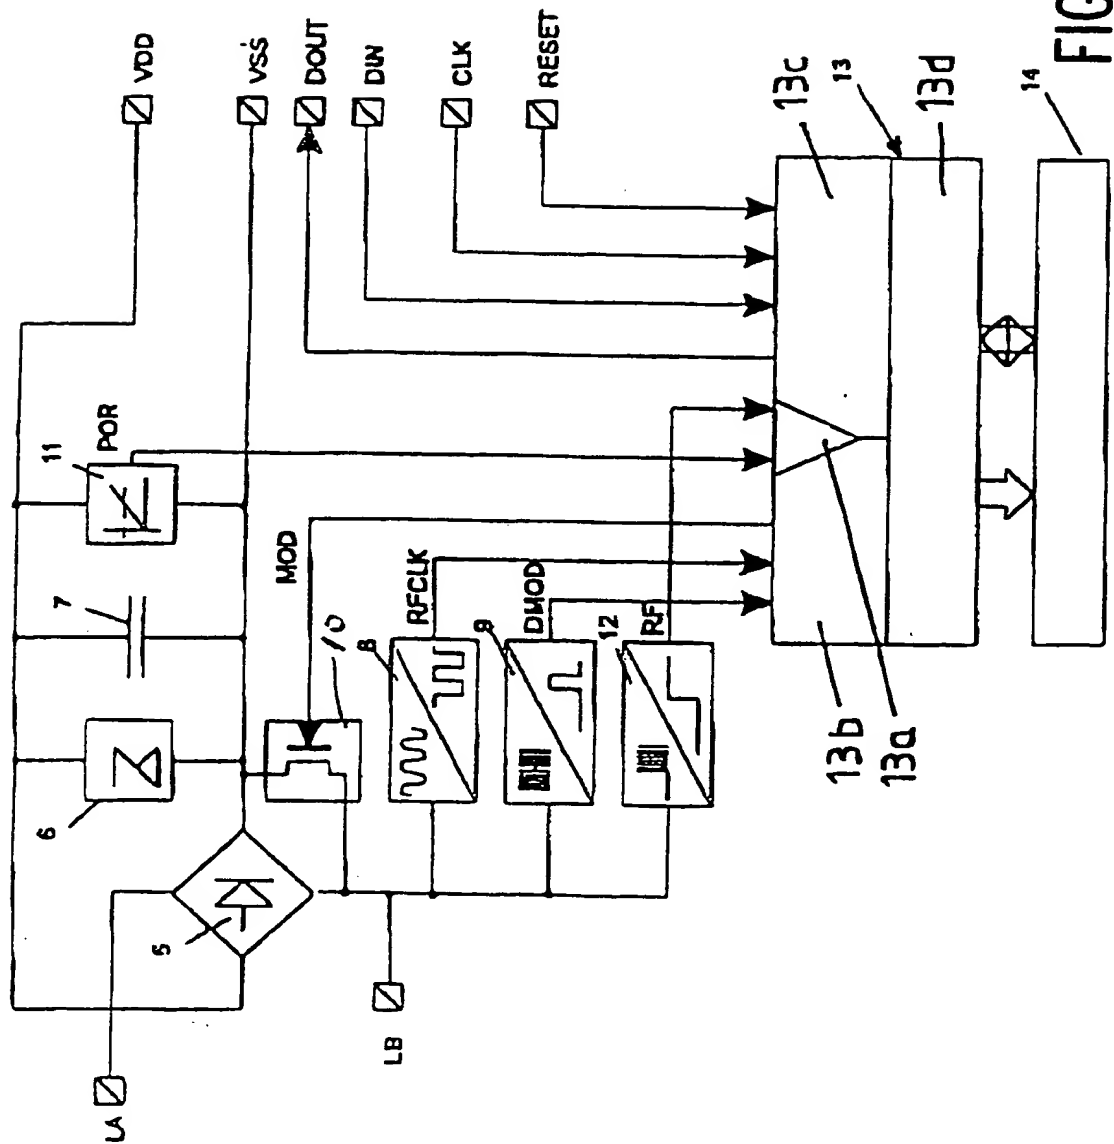 VDD
VSS
DOUT
DIN
CLK
RESET
FIG
11
POR
7
6
5
LA
LB
MOD
10
8
RFCLK
9
DMOD
12
RF
13c
13
13d
13b
13a
14